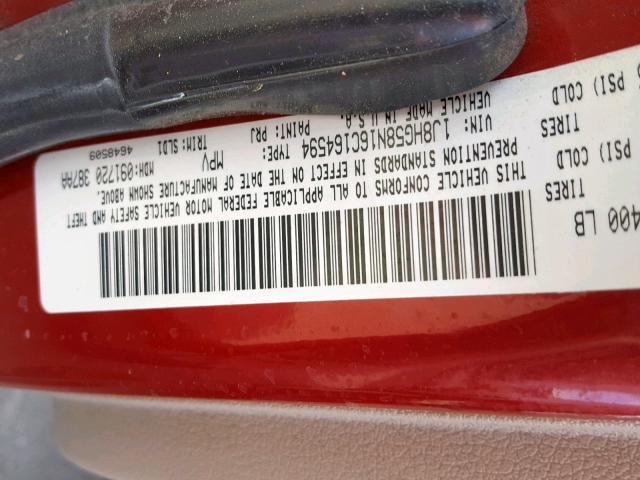 400 LB
TIRES
PSI) COLD
TIRES
PSI) COLD
THIS VEHICLE CONFORMS TO ALL APPLICABLE FEDERAL MOTOR VEHICLE SAFETY AND THEFT
PREVENTION STANDARDS IN EFFECT ON THE DATE OF MANUFACTURE SHOWN ABOVE.
VIN: 1J8HG58N16C164594 TYPE: MPV MDH: 091720 387AA
VEHICLE MADE IN U.S.A. PAINT: PRJ TRIM: SLD1 4648509